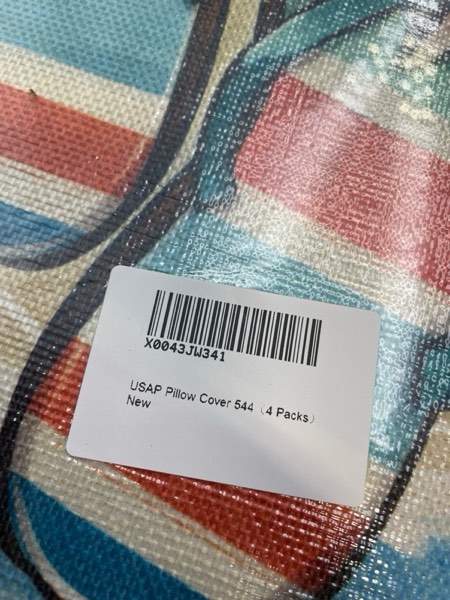 X0043JW341
USAP Pillow Cover 544（4 Packs）
New